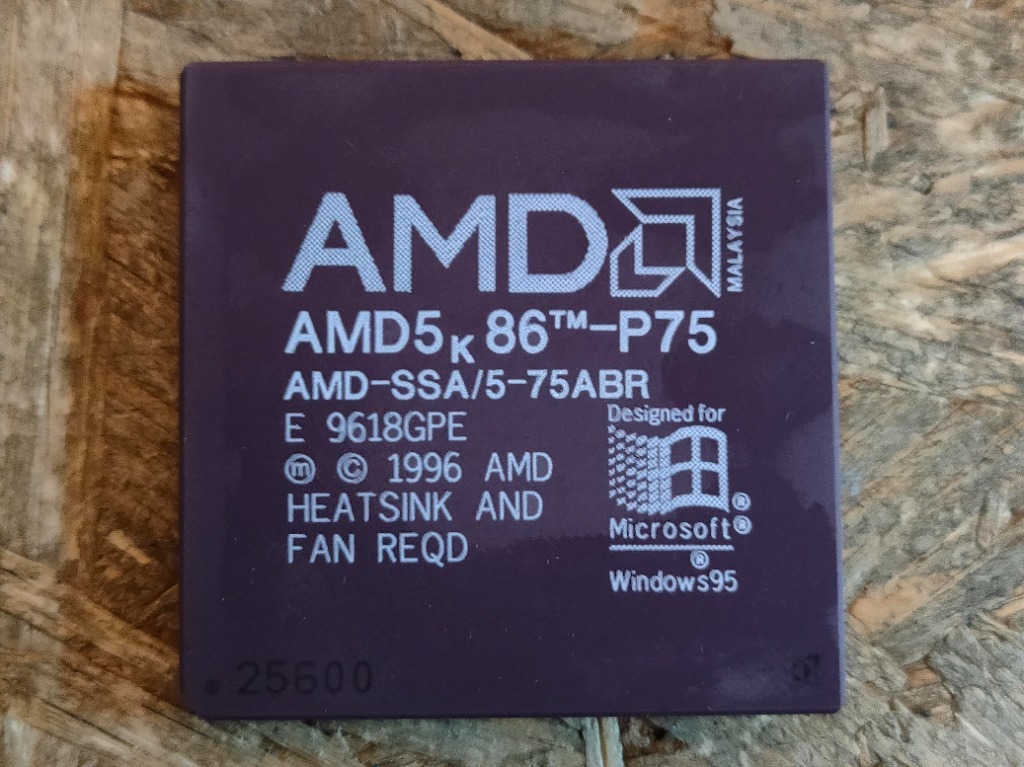 AMD
MALAYSIA
AMD5K86™-P75
AMD-SSA/5-75ABR
E 9618GPE
ⓜ © 1996 AMD
HEATSINK AND
FAN REQD
Designed for
®
Microsoft®
®
Windows95
25600